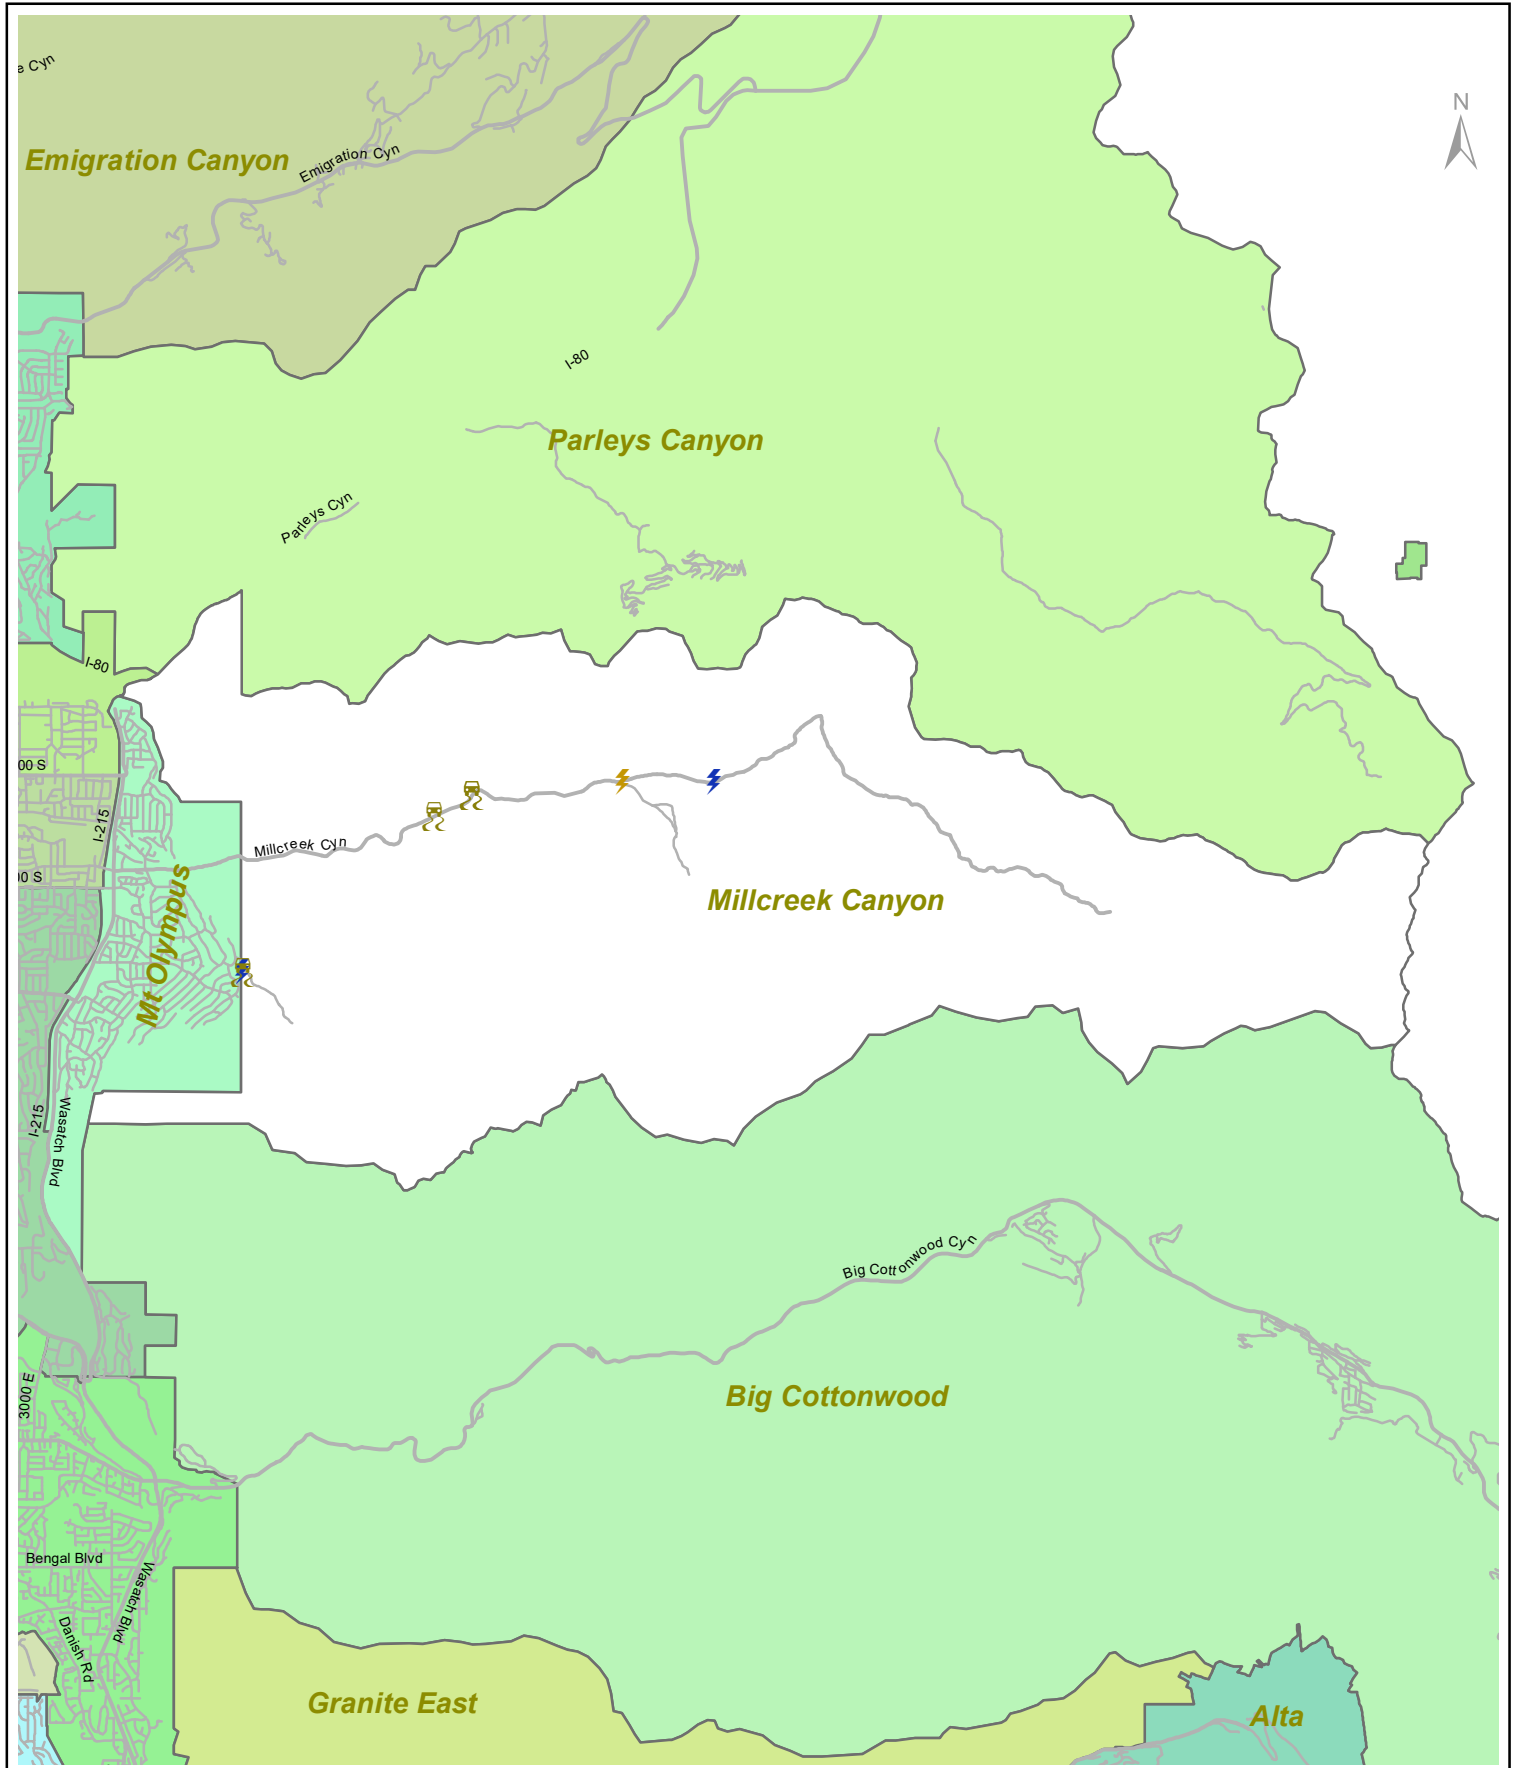 e Cyn
N
Emigration Canyon
Emigration Cyn
I-80
Parleys Canyon
Parleys Cyn
I-80
00 S
I-215
Millcreek Cyn
00 S
Mt Olympus
Millcreek Canyon
I-215
Wasatch Blvd
Big Cottonwood Cyn
3000 E
Big Cottonwood
Bengal Blvd
Wasatch Blvd
Danish Rd
Granite East
Alta